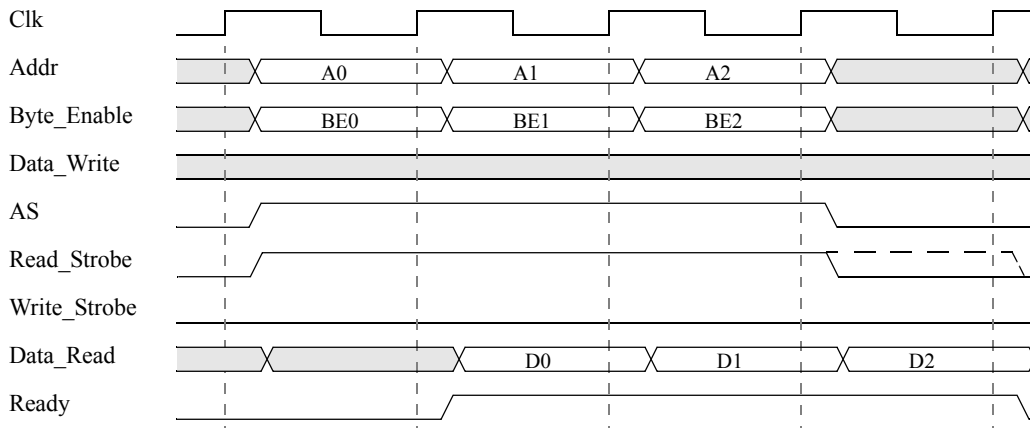 Clk
Addr A0 A1 A2
Byte_Enable BE0 BE1 BE2
Data_Write
AS
Read_Strobe
Write_Strobe
Data_Read D0 D1 D2
Ready